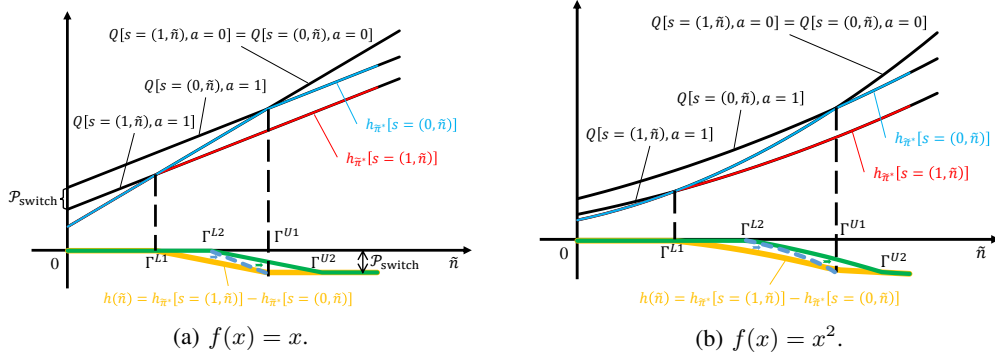 Q[s = (1, ñ), a = 0] = Q[s = (0, ñ), a = 0]
Q[s = (0, ñ), a = 1]
Q[s = (1, ñ), a = 1]
h_π̃*[s = (0, ñ)]
h_π̃*[s = (1, ñ)]
𝒫_switch
Γ^L2
Γ^U1
0
Γ^L1
Γ^U2
𝒫_switch
ñ
h(ñ) = h_π̃*[s = (1, ñ)] − h_π̃*[s = (0, ñ)]
(a) f(x) = x.
Q[s = (1, ñ), a = 0] = Q[s = (0, ñ), a = 0]
Q[s = (0, ñ), a = 1]
Q[s = (1, ñ), a = 1]
h_π̃*[s = (0, ñ)]
h_π̃*[s = (1, ñ)]
Γ^L2
Γ^U1
0
Γ^L1
Γ^U2
ñ
h(ñ) = h_π̃*[s = (1, ñ)] − h_π̃*[s = (0, ñ)]
(b) f(x) = x².